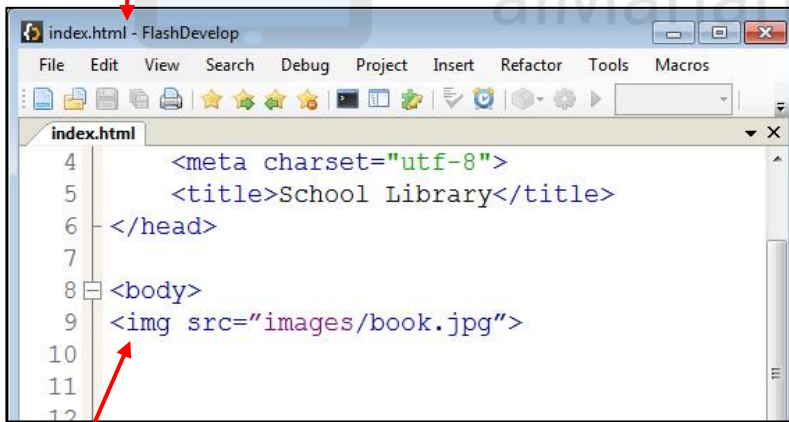 index.html - FlashDevelop
File Edit View Search Debug Project Insert Refactor Tools Macros
index.html
4 <meta charset="utf-8">
5 <title>School Library</title>
6 </head>
7
8 <body>
9 <img src=”images/book.jpg”>
10
11
12